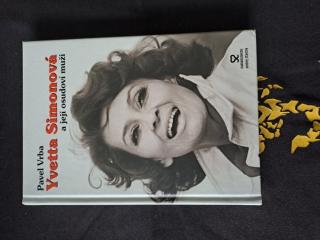 Pavel Vrba
Yvetta Simonová
a její osudoví muži